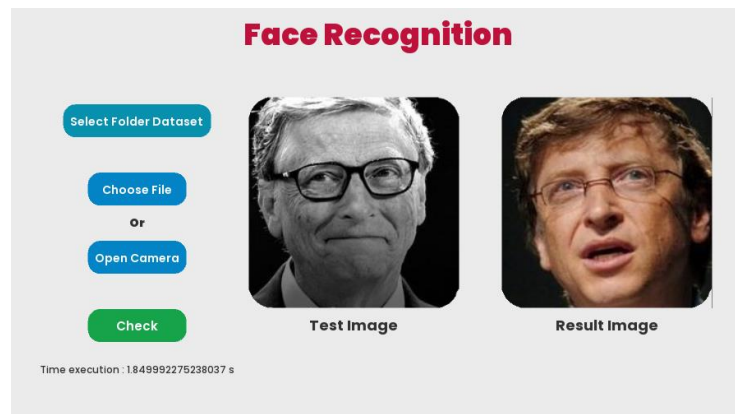 Face Recognition
Select Folder Dataset
Choose File
Or
Open Camera
Check
Time execution : 1.849992275238037 s
Test Image
Result Image